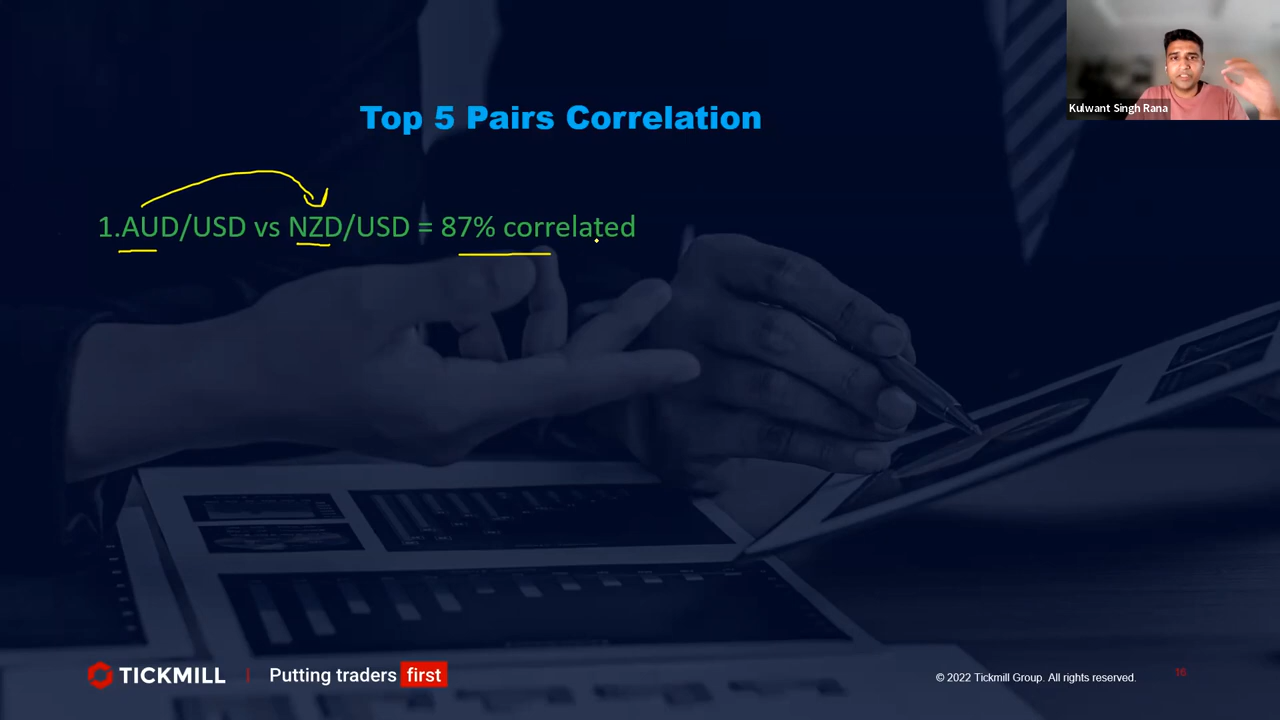 Kulwant Singh Rana
Top 5 Pairs Correlation
1.AUD/USD vs NZD/USD = 87% correlated
TICKMILL | Putting traders first
© 2022 Tickmill Group. All rights reserved.
16